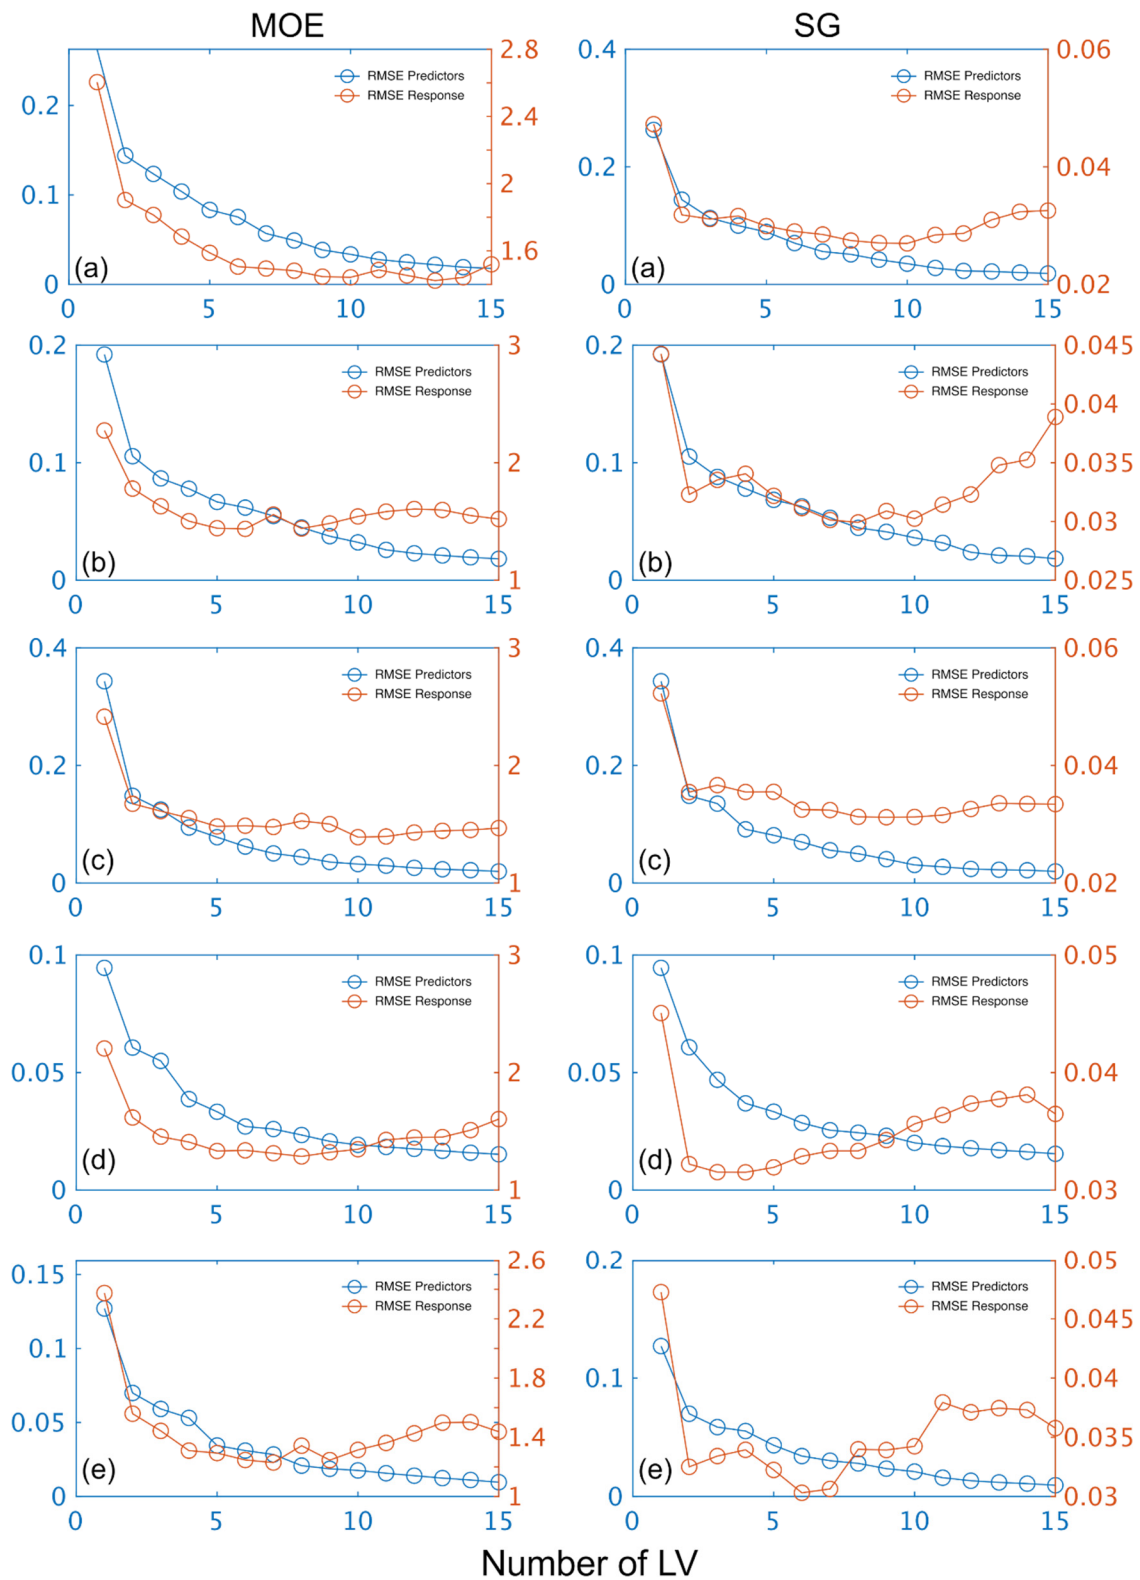 MOE SG
2.8 0.4 0.06
RMSE Predictors RMSE Predictors
RMSE Response RMSE Response
0.2 2.4
2 0.2 0.04
0.1
1.6
(a) (a)
0 0 0.02
0 5 10 15 0 5 10 15
0.2 3 0.2 0.045
RMSE Predictors RMSE Predictors
RMSE Response RMSE Response
0.04
0.1 2 0.1 0.035
0.03
(b) (b)
0 1 0 0.025
0 5 10 15 0 5 10 15
0.4 3 0.4 0.06
RMSE Predictors RMSE Predictors
RMSE Response RMSE Response
0.2 2 0.2 0.04
(c) (c)
0 1 0 0.02
0 5 10 15 0 5 10 15
0.1 3 0.1 0.05
RMSE Predictors RMSE Predictors
RMSE Response RMSE Response
0.05 2 0.05 0.04
(d) (d)
0 1 0 0.03
0 5 10 15 0 5 10 15
2.6 0.2 0.05
0.15
RMSE Predictors RMSE Predictors
RMSE Response RMSE Response
2.2 0.045
0.1
1.8 0.1 0.04
0.05
1.4 0.035
(e) (e)
0 1 0 0.03
0 5 10 15 0 5 10 15
Number of LV